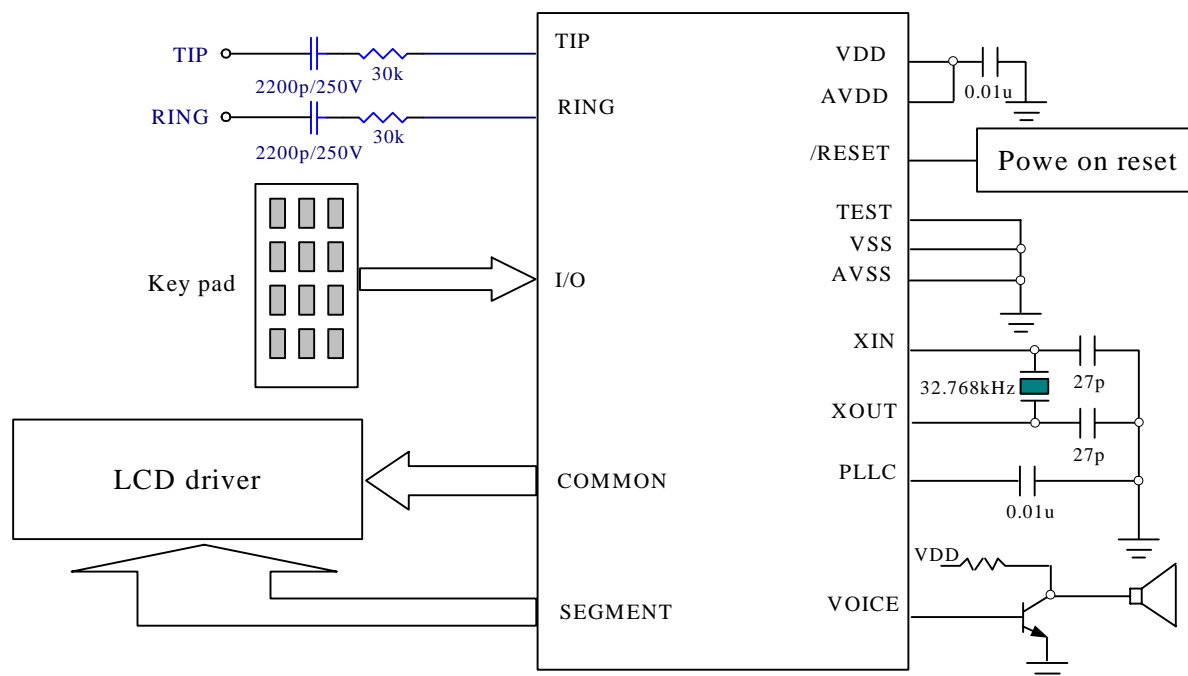 TIP
2200p/250V
30k
TIP
RING
2200p/250V
30k
RING
Key pad
I/O
LCD driver
COMMON
SEGMENT
VDD
0.01u
AVDD
/RESET
Powe on reset
TEST
VSS
AVSS
XIN
27p
32.768kHz
XOUT
27p
PLLC
0.01u
VDD
VOICE